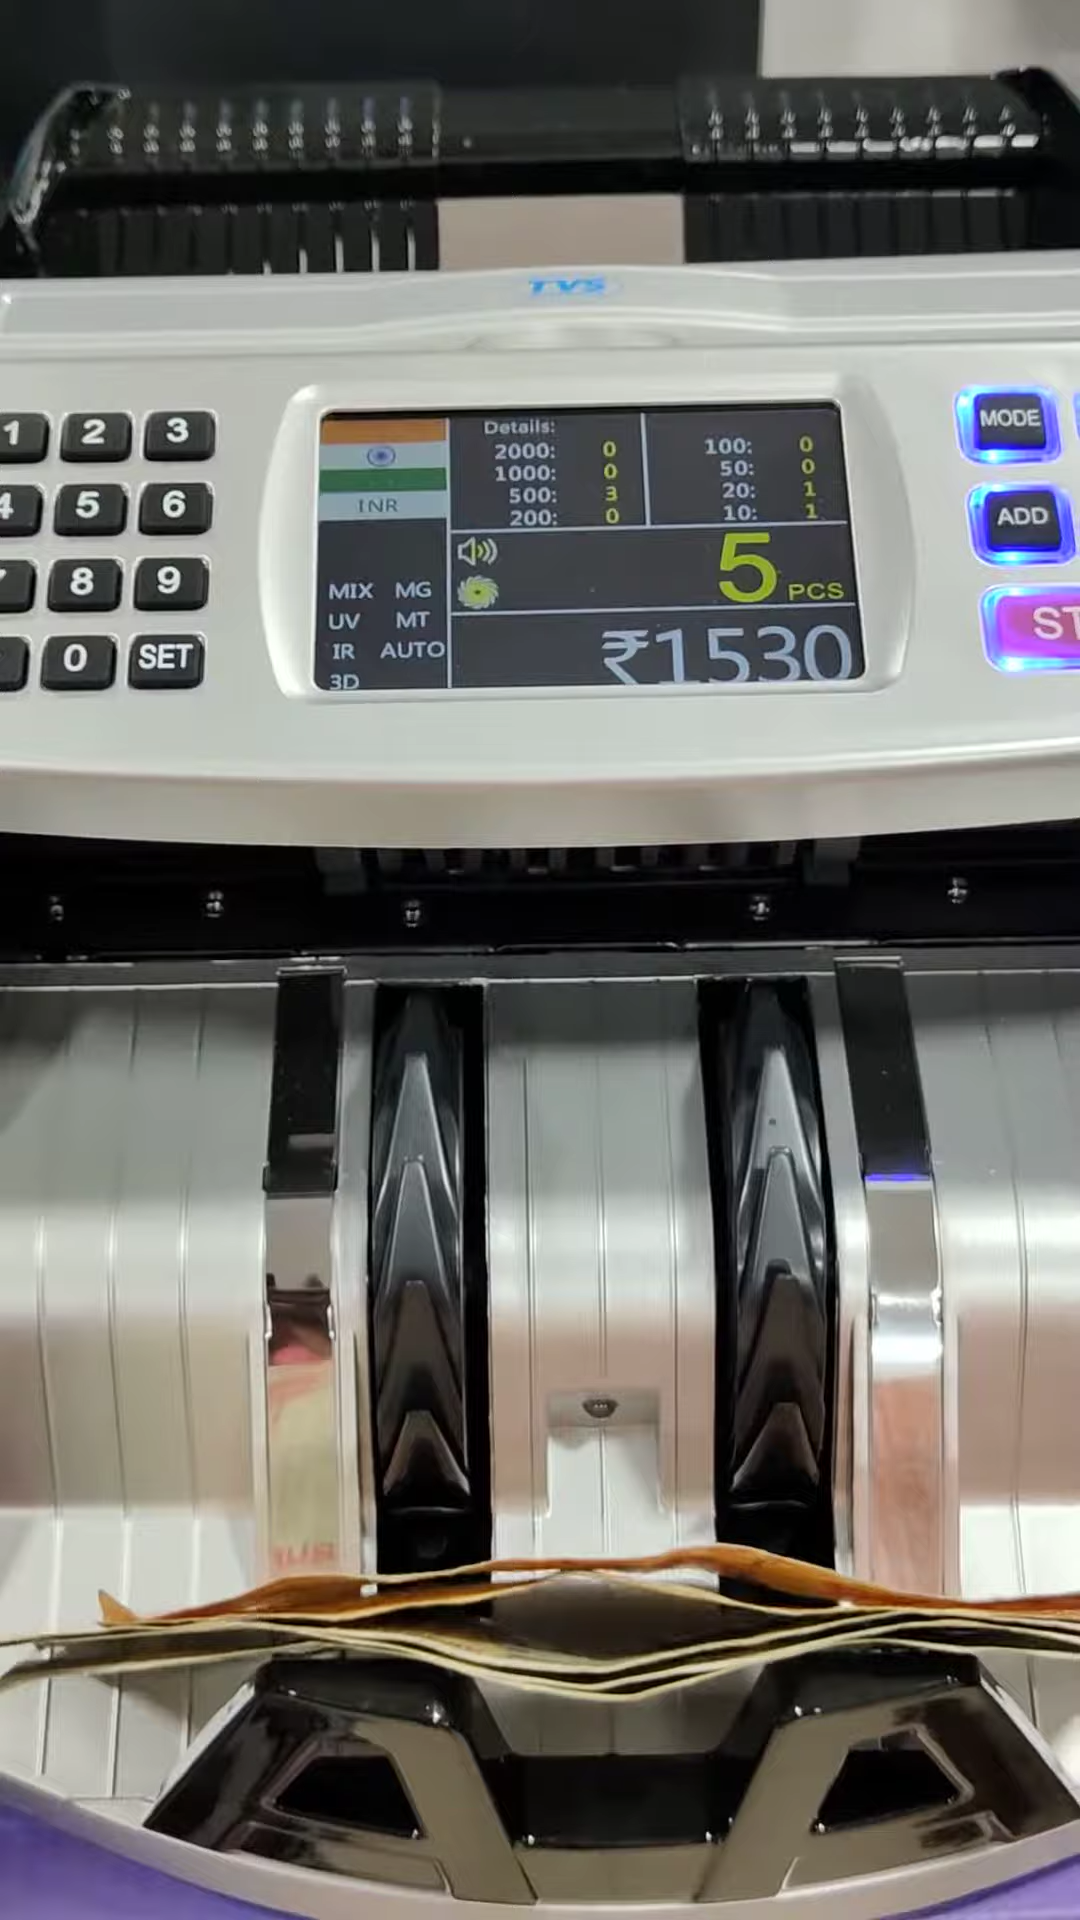 TVS
1 2 3
4 5 6
8 9
0 SET
INR
MIX MG
UV MT
IR AUTO
3D
Details:
2000: 0
1000: 0
500: 3
200: 0
100: 0
50: 0
20: 1
10: 1
5 PCS
₹1530
MODE
ADD